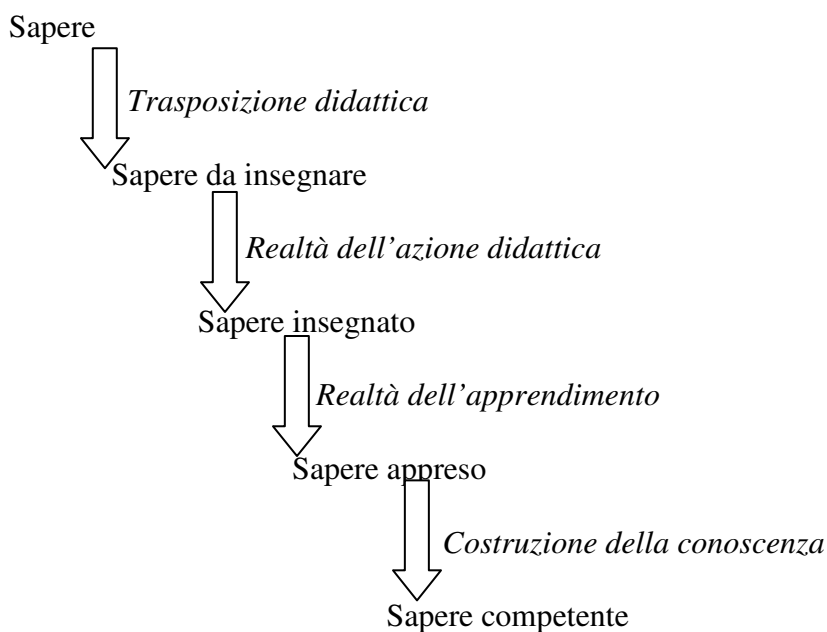 Sapere
Trasposizione didattica
Sapere da insegnare
Realtà dell’azione didattica
Sapere insegnato
Realtà dell’apprendimento
Sapere appreso
Costruzione della conoscenza
Sapere competente